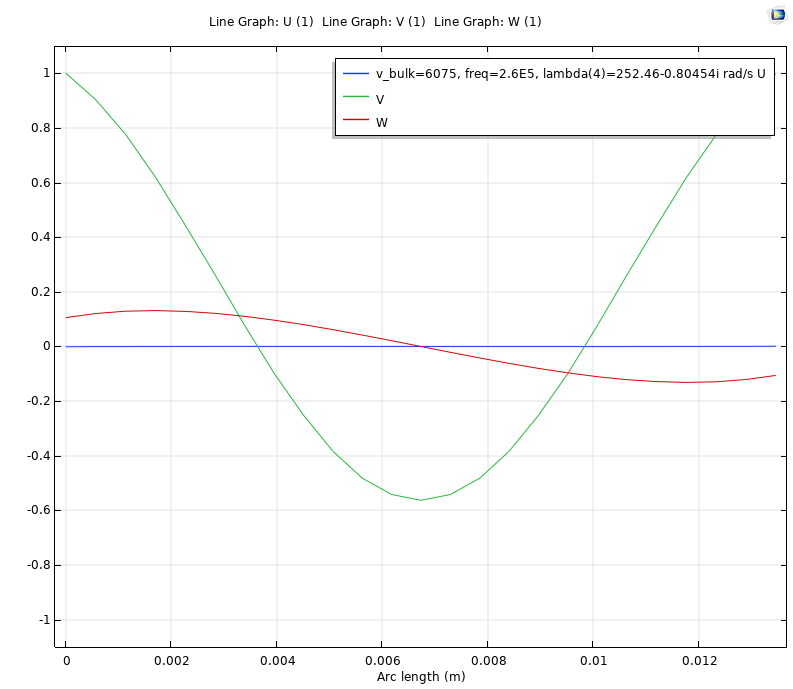 Line Graph: U (1) Line Graph: V (1) Line Graph: W (1)
v_bulk=6075, freq=2.6E5, lambda(4)=252.46-0.80454i rad/s U
V
W
1
0.8
0.6
0.4
0.2
0
-0.2
-0.4
-0.6
-0.8
-1
0 0.002 0.004 0.006 0.008 0.01 0.012
Arc length (m)